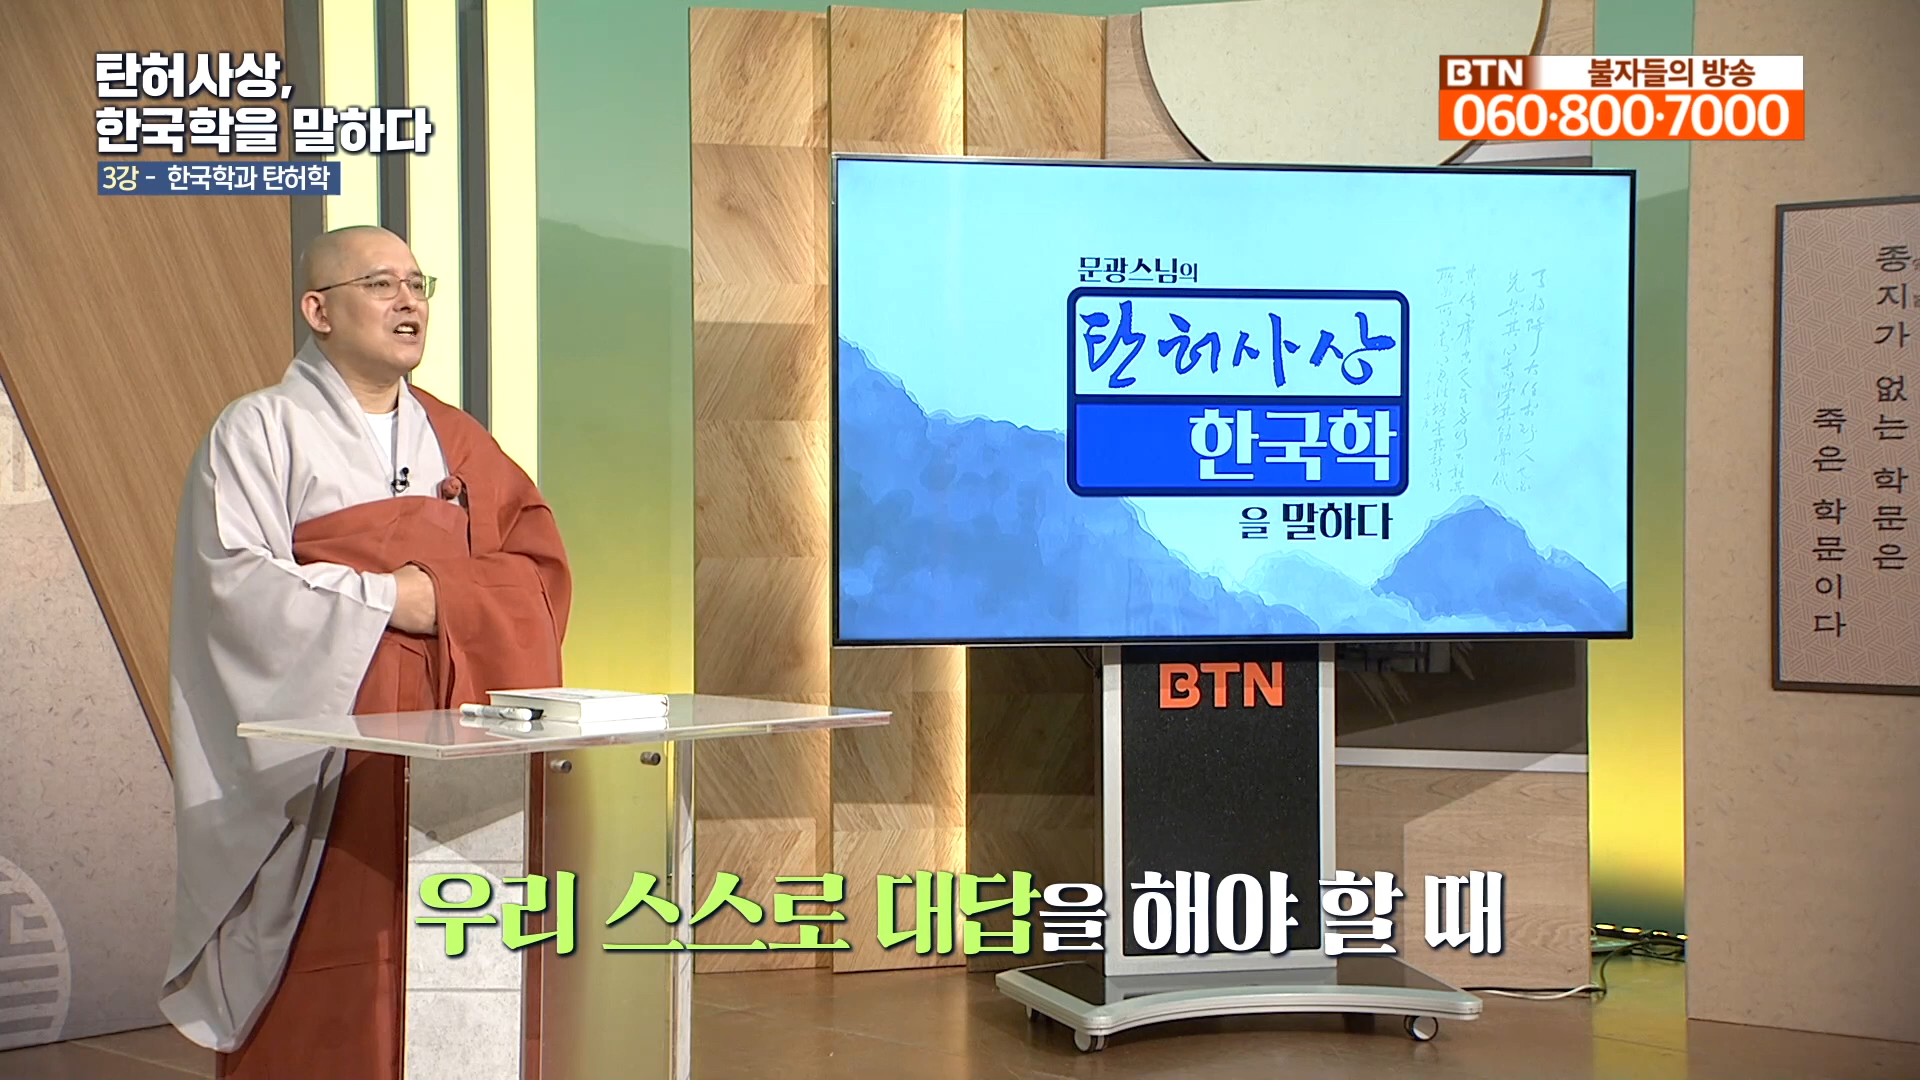 탄허사상,
한국학을 말하다
3강 - 한국학과 탄허학
BTN 불자들의 방송
060·800·7000
문광스님의
탄허사상
한국학
을 말하다
BTN
종지가 없는 학문은
죽은 학문이다
우리 스스로 대답을 해야 할 때